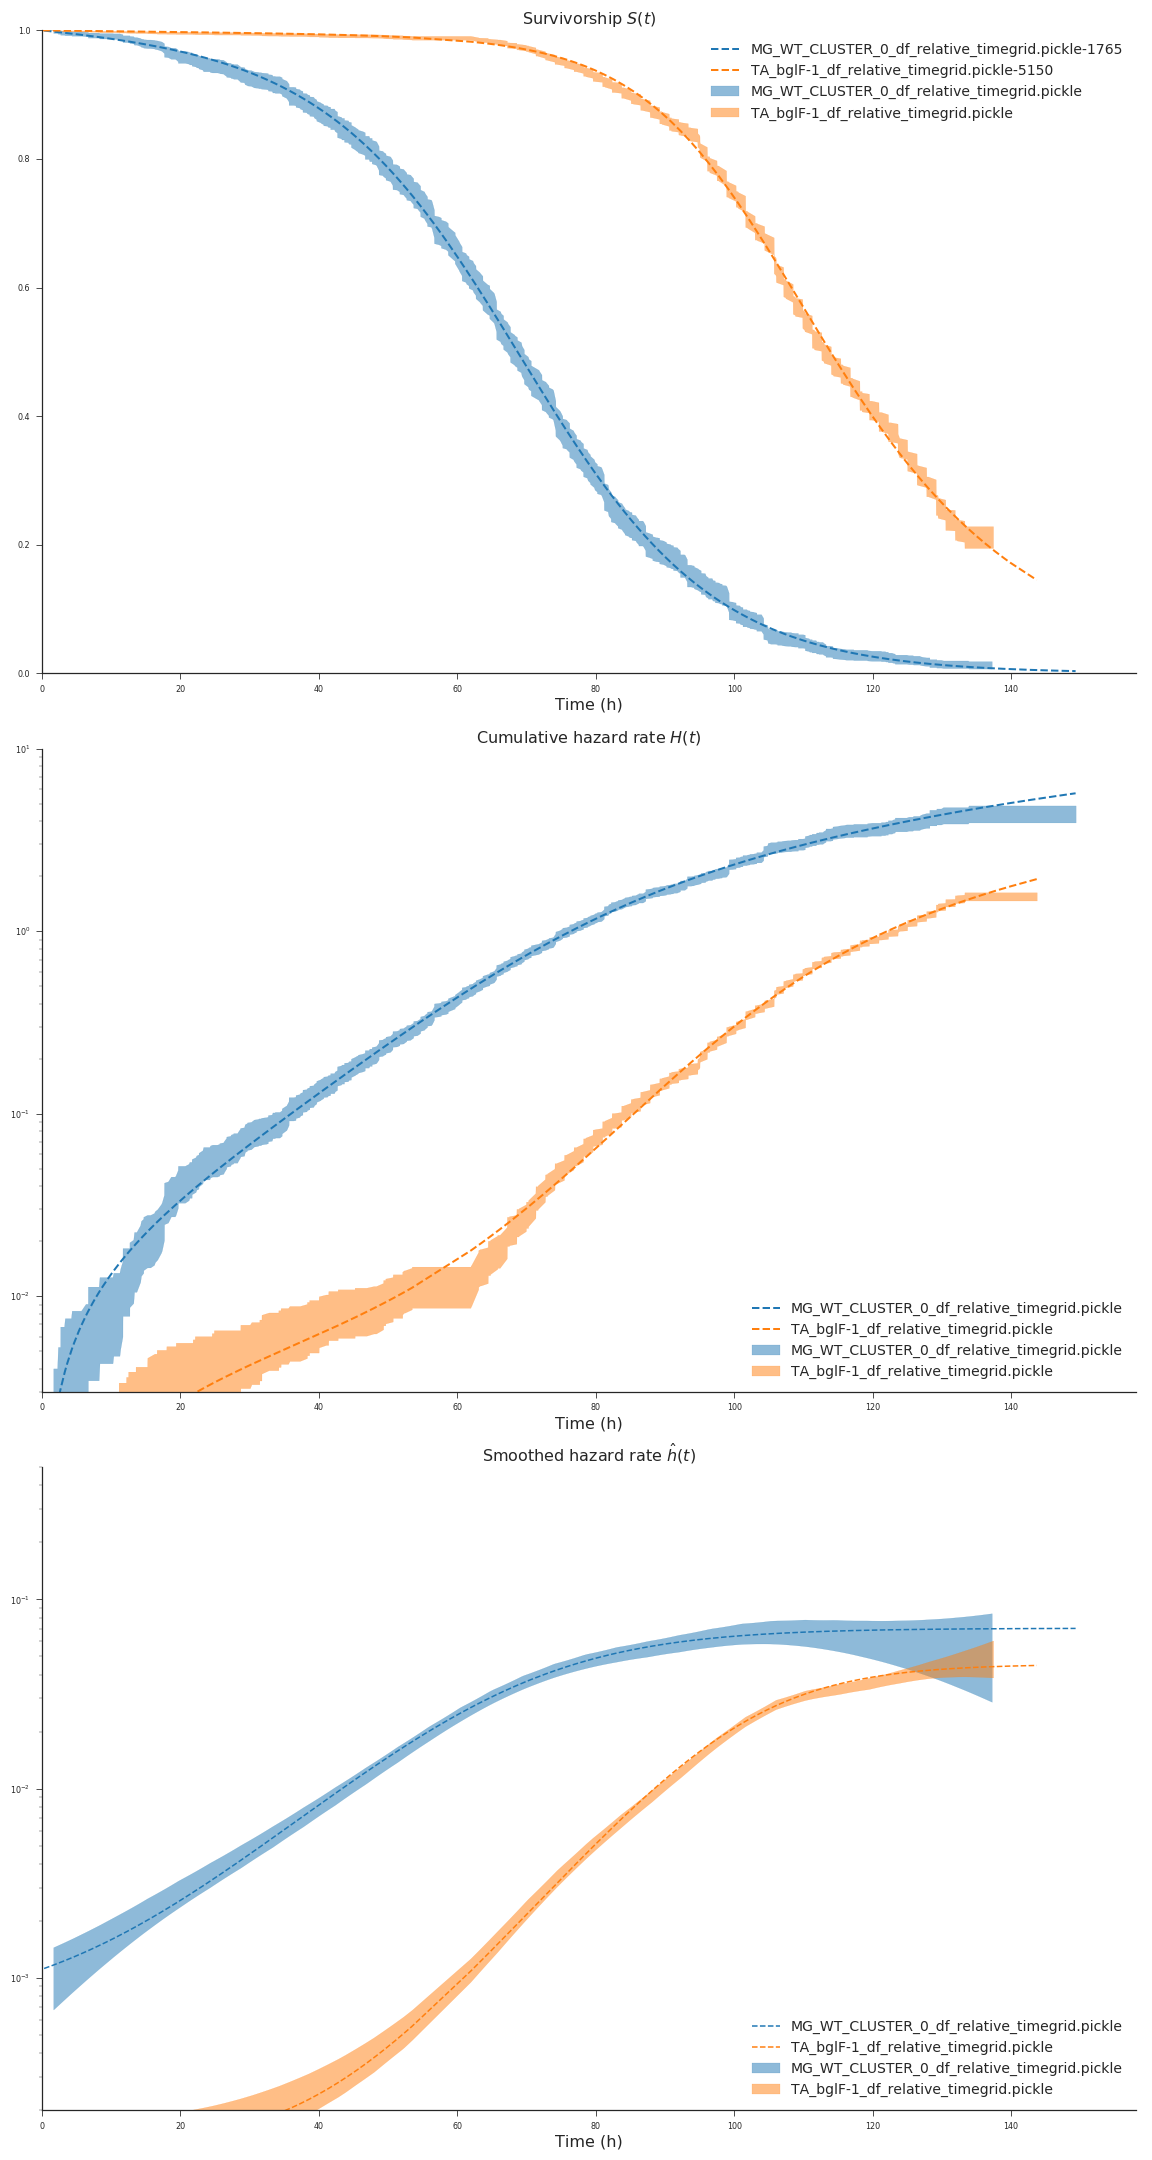 Survivorship S(t)
1.0
0.8
0.6
0.4
0.2
0.0
MG_WT_CLUSTER_0_df_relative_timegrid.pickle-1765
TA_bglF-1_df_relative_timegrid.pickle-5150
MG_WT_CLUSTER_0_df_relative_timegrid.pickle
TA_bglF-1_df_relative_timegrid.pickle
0 20 40 60 80 100 120 140
Time (h)
Cumulative hazard rate H(t)
10¹
10⁰
10⁻¹
10⁻²
MG_WT_CLUSTER_0_df_relative_timegrid.pickle
TA_bglF-1_df_relative_timegrid.pickle
MG_WT_CLUSTER_0_df_relative_timegrid.pickle
TA_bglF-1_df_relative_timegrid.pickle
0 20 40 60 80 100 120 140
Time (h)
Smoothed hazard rate ĥ(t)
10⁻¹
10⁻²
10⁻³
MG_WT_CLUSTER_0_df_relative_timegrid.pickle
TA_bglF-1_df_relative_timegrid.pickle
MG_WT_CLUSTER_0_df_relative_timegrid.pickle
TA_bglF-1_df_relative_timegrid.pickle
0 20 40 60 80 100 120 140
Time (h)